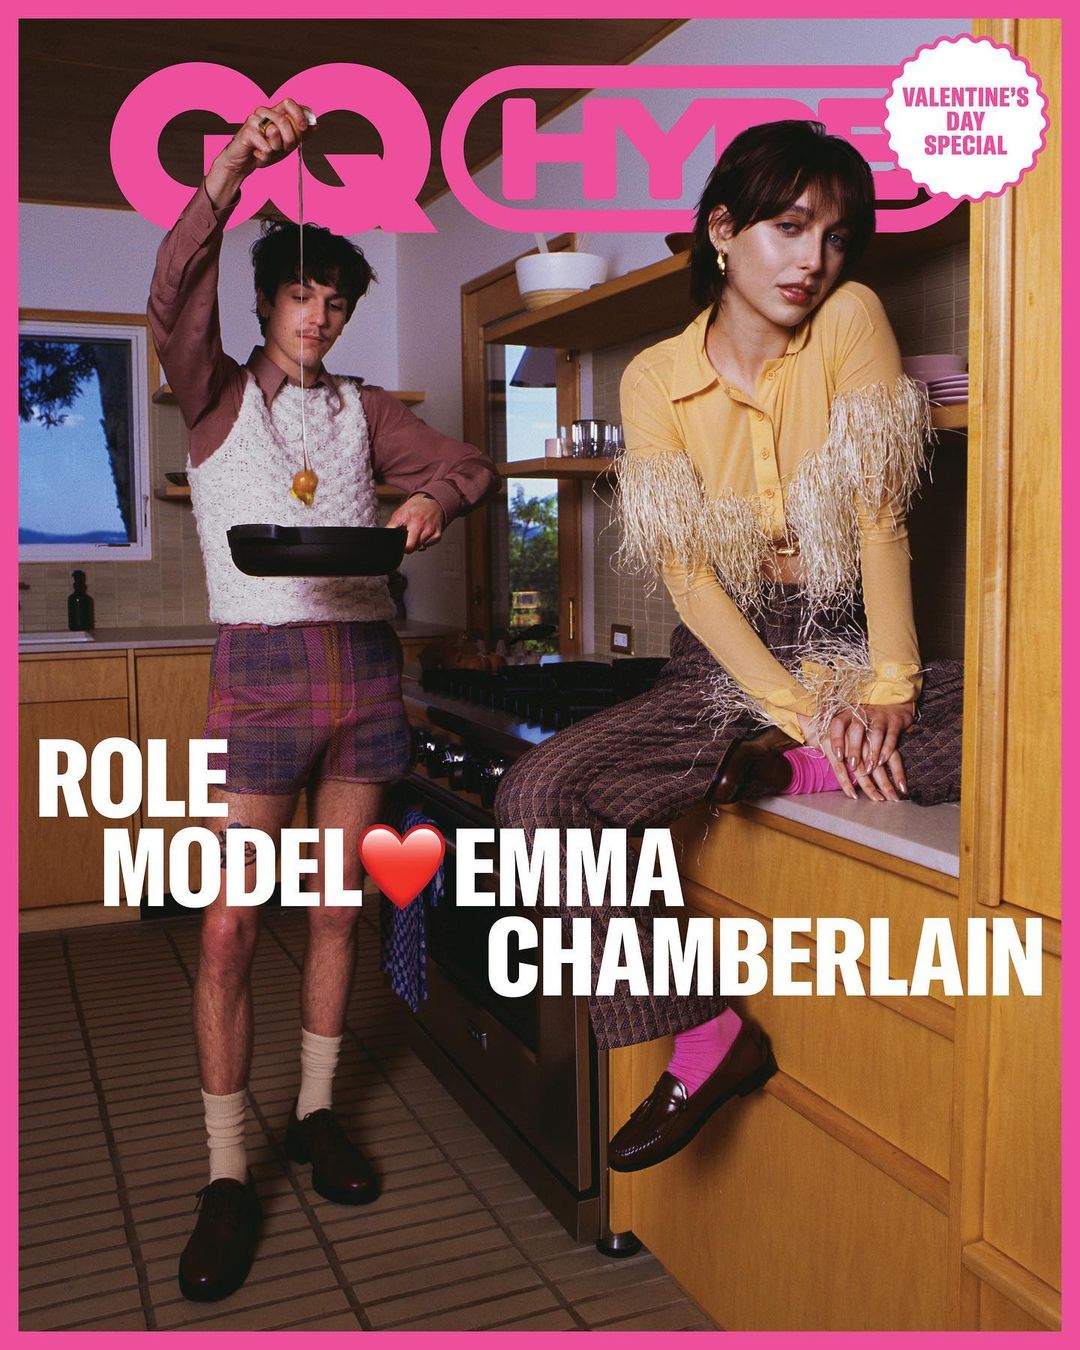 GQ HYPE
VALENTINE'S
DAY
SPECIAL
ROLE
MODEL❤️EMMA
CHAMBERLAIN